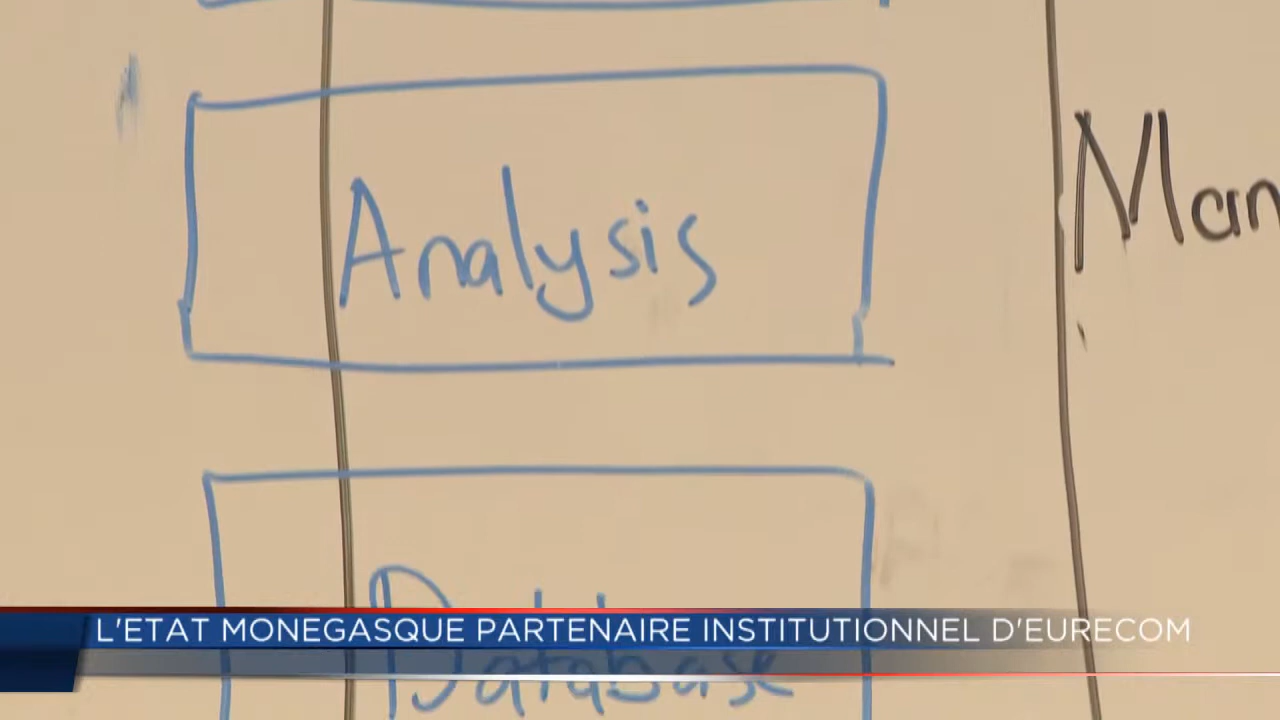 Analysis
Man
Database
L'ETAT MONEGASQUE PARTENAIRE INSTITUTIONNEL D'EURECOM